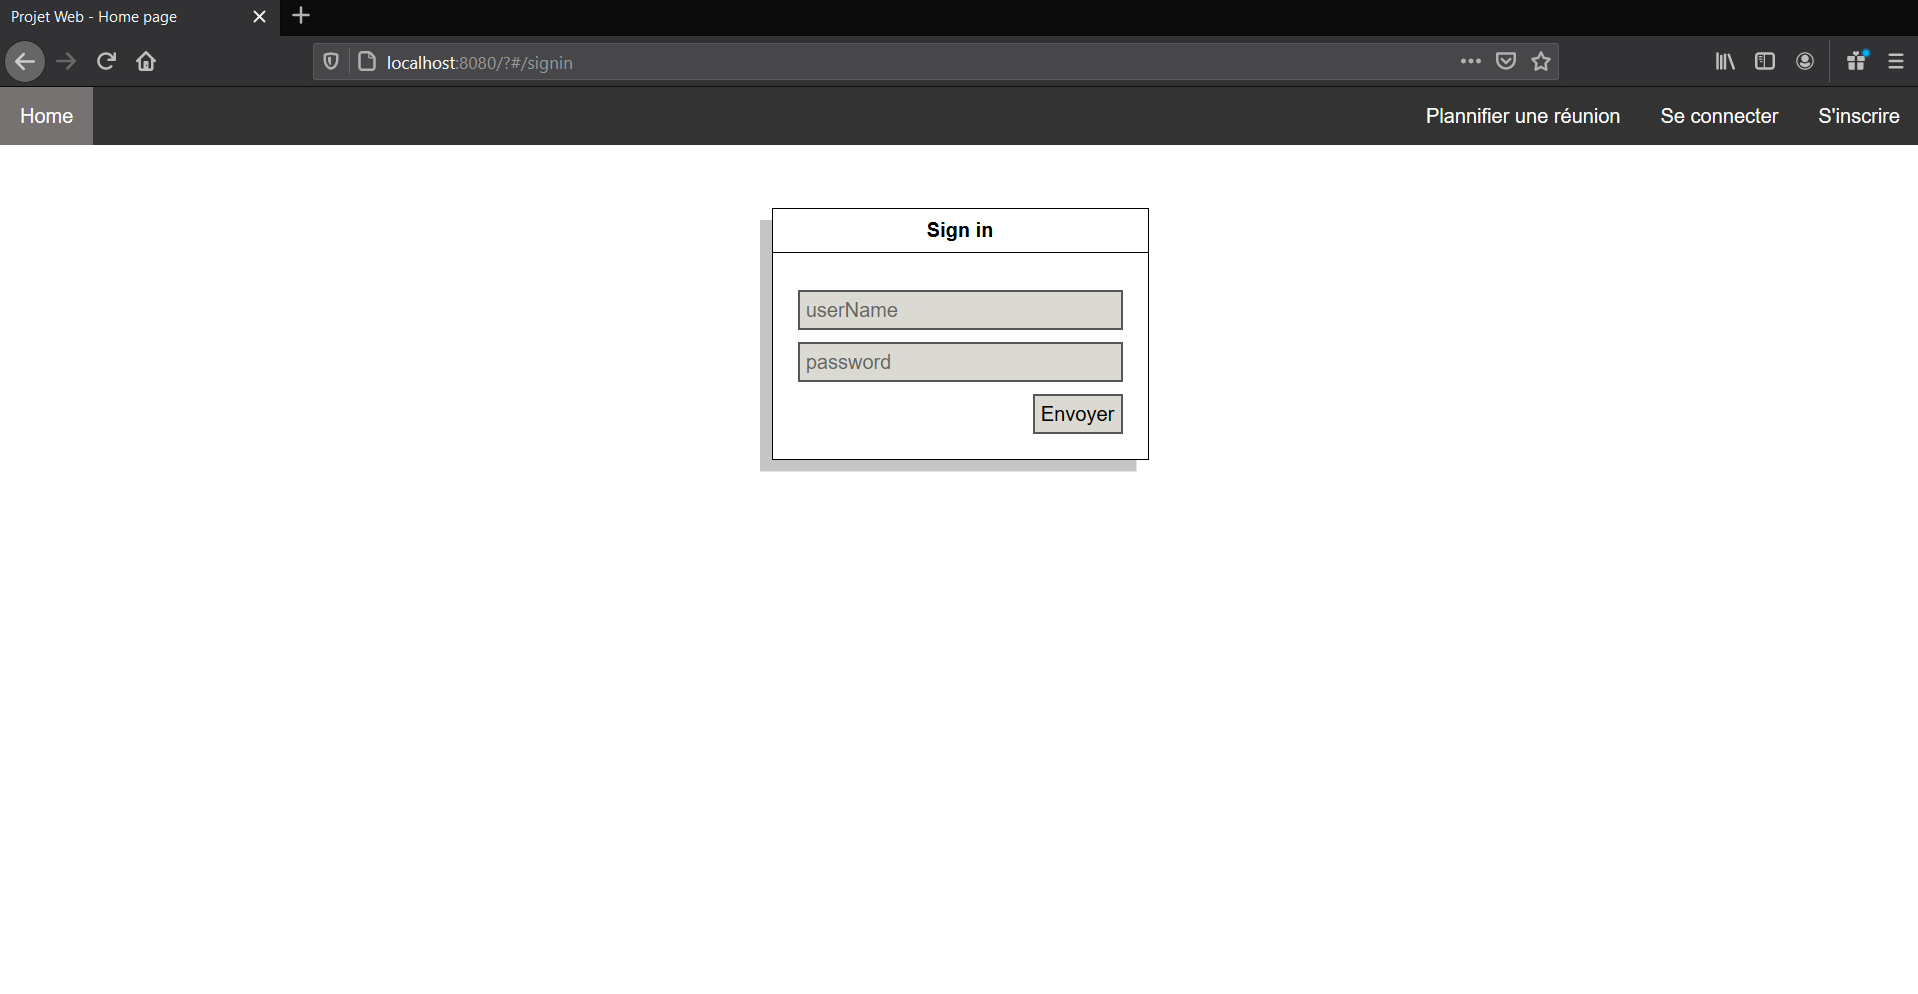 Projet Web - Home page
localhost:8080/?#/signin
Home Plannifier une réunion Se connecter S'inscrire
Sign in
userName
password
Envoyer